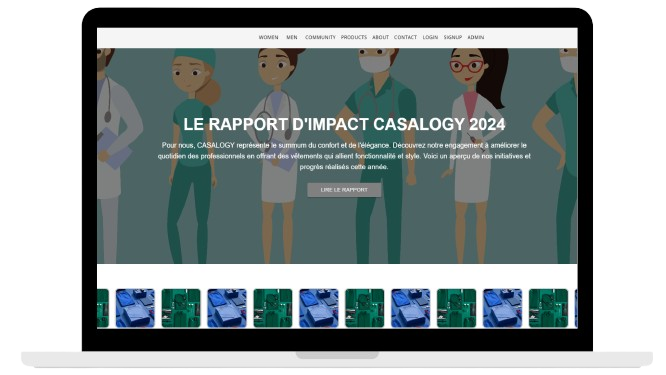 WOMEN MEN COMMUNITY PRODUCTS ABOUT CONTACT LOGIN SIGNUP ADMIN
LE RAPPORT D'IMPACT CASALOGY 2024
Pour nous, CASALOGY représente le summum du confort et de l'élégance. Découvrez notre engagement à améliorer le
quotidien des professionnels en offrant des vêtements qui allient fonctionnalité et style. Voici un aperçu de nos initiatives et
progrès réalisés cette année.
LIRE LE RAPPORT